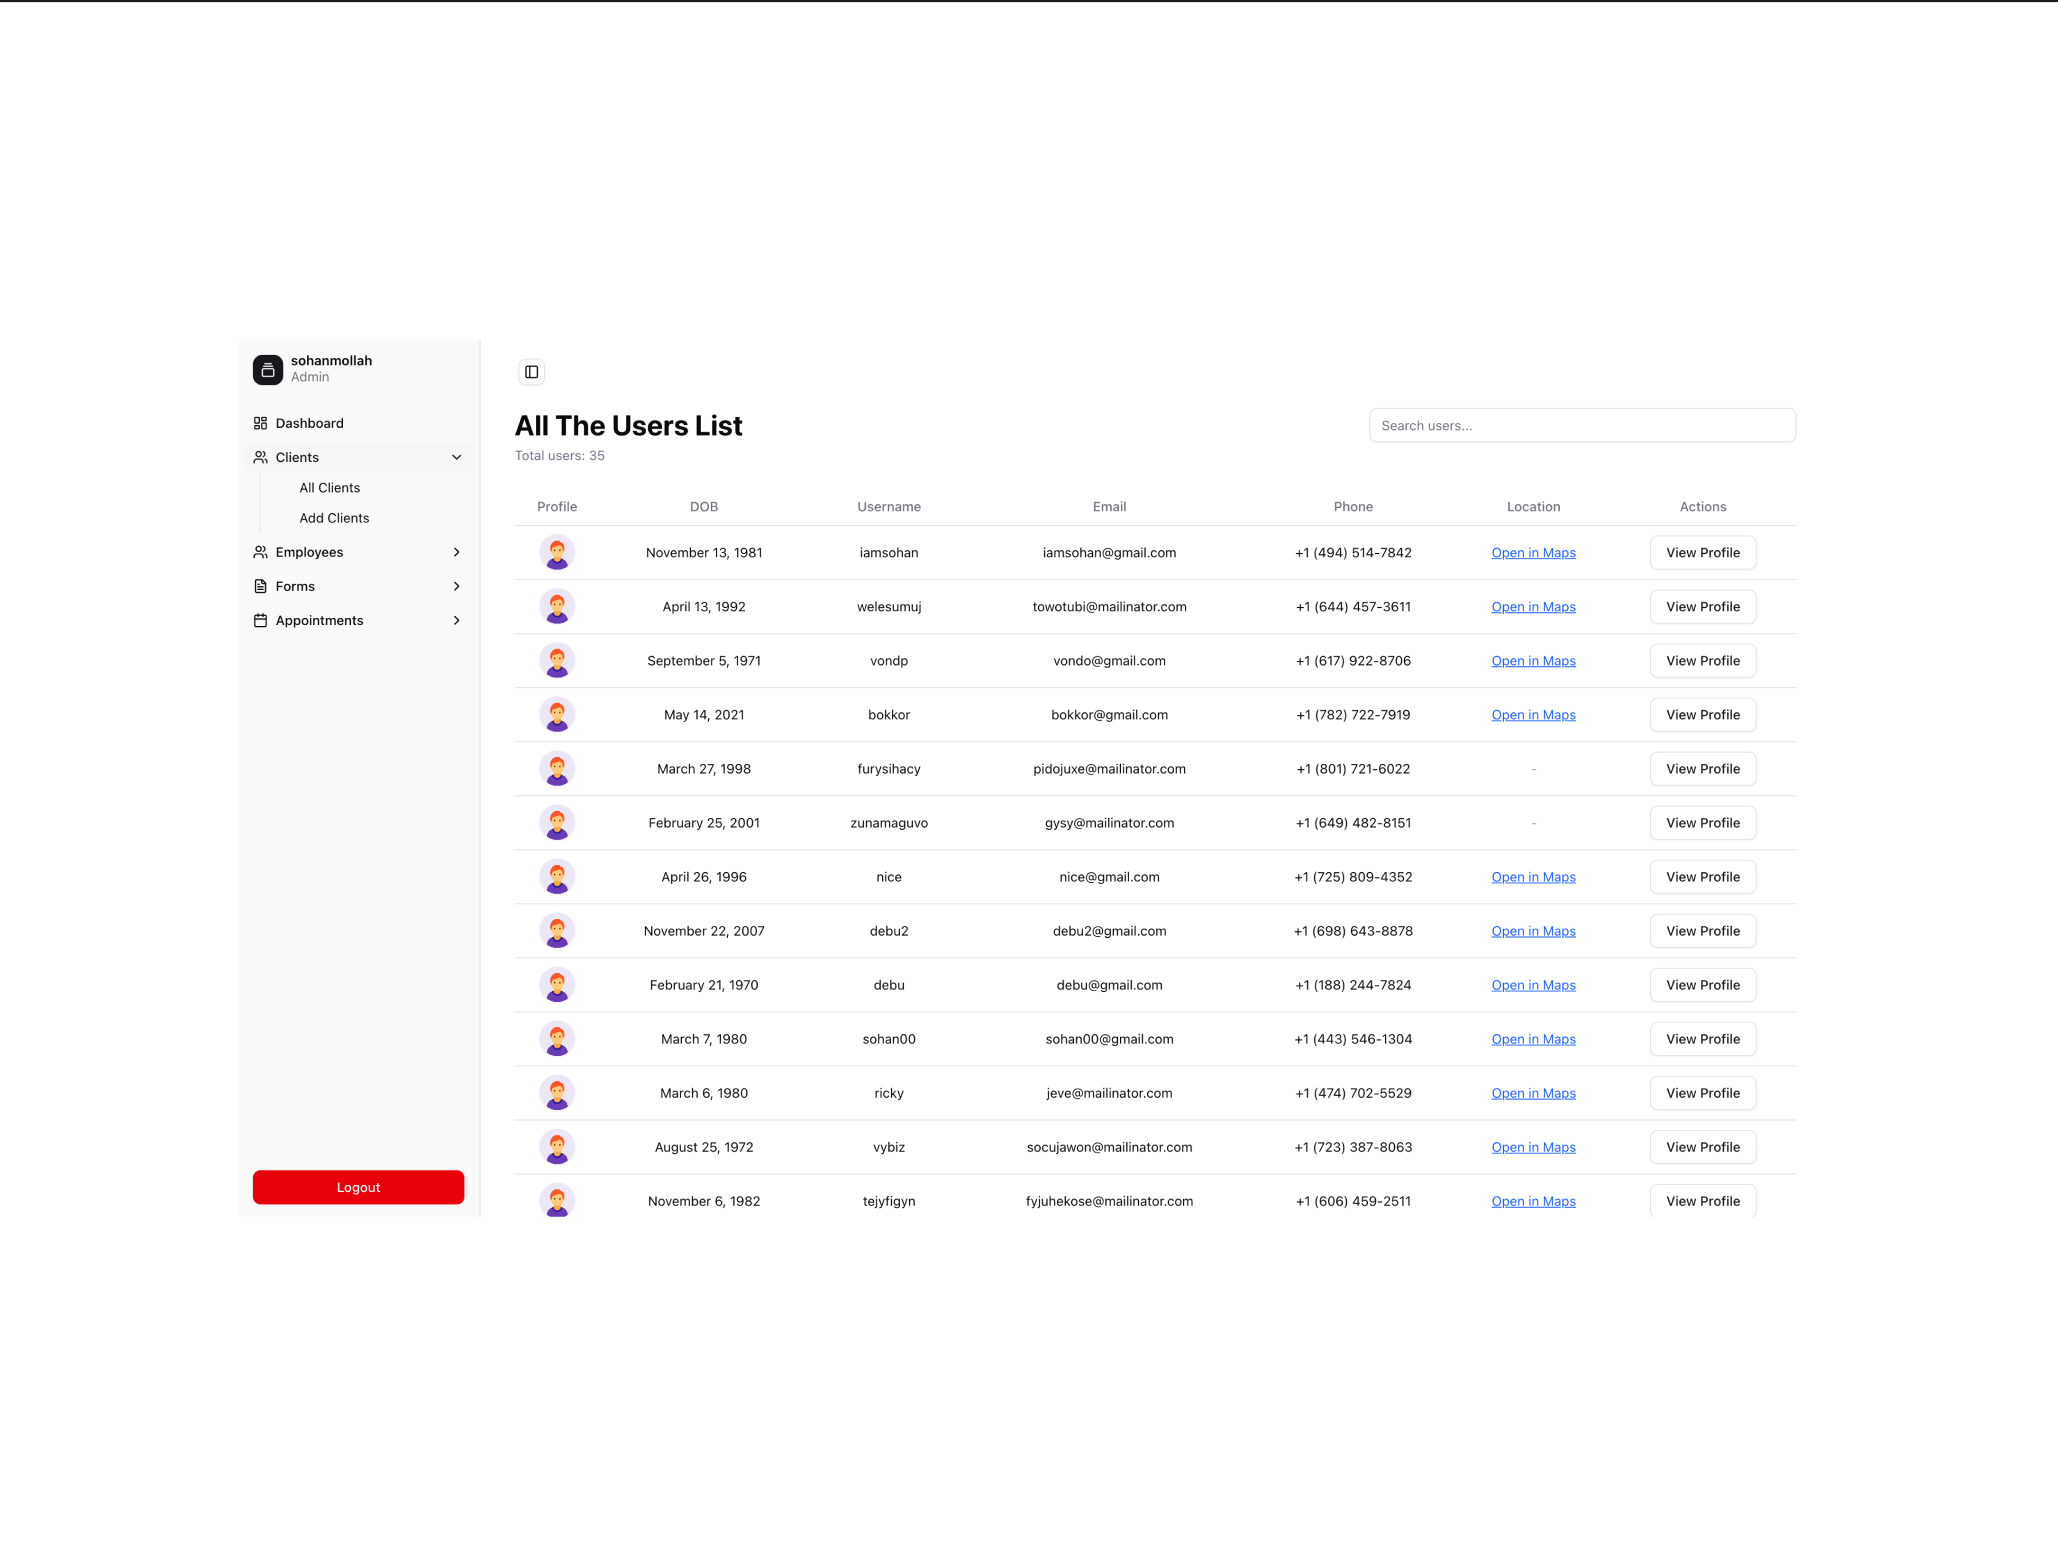 sohanmollah
Admin
Dashboard
Clients
All Clients
Add Clients
Employees
Forms
Appointments
Logout
All The Users List
Total users: 35
Search users...
Profile DOB Username Email Phone Location Actions
November 13, 1981 iamsohan iamsohan@gmail.com +1 (494) 514-7842 Open in Maps View Profile
April 13, 1992 welesumuj towotubi@mailinator.com +1 (644) 457-3611 Open in Maps View Profile
September 5, 1971 vondp vondo@gmail.com +1 (617) 922-8706 Open in Maps View Profile
May 14, 2021 bokkor bokkor@gmail.com +1 (782) 722-7919 Open in Maps View Profile
March 27, 1998 furysihacy pidojuxe@mailinator.com +1 (801) 721-6022 - View Profile
February 25, 2001 zunamaguvo gysy@mailinator.com +1 (649) 482-8151 - View Profile
April 26, 1996 nice nice@gmail.com +1 (725) 809-4352 Open in Maps View Profile
November 22, 2007 debu2 debu2@gmail.com +1 (698) 643-8878 Open in Maps View Profile
February 21, 1970 debu debu@gmail.com +1 (188) 244-7824 Open in Maps View Profile
March 7, 1980 sohan00 sohan00@gmail.com +1 (443) 546-1304 Open in Maps View Profile
March 6, 1980 ricky jeve@mailinator.com +1 (474) 702-5529 Open in Maps View Profile
August 25, 1972 vybiz socujawon@mailinator.com +1 (723) 387-8063 Open in Maps View Profile
November 6, 1982 tejyfigyn fyjuhekose@mailinator.com +1 (606) 459-2511 Open in Maps View Profile